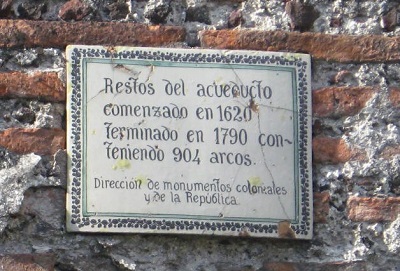 Restos del acueducto
comenzado en 1620
terminado en 1790 con-
teniendo 904 arcos.
Dirección de monumentos coloniales
y de la República.